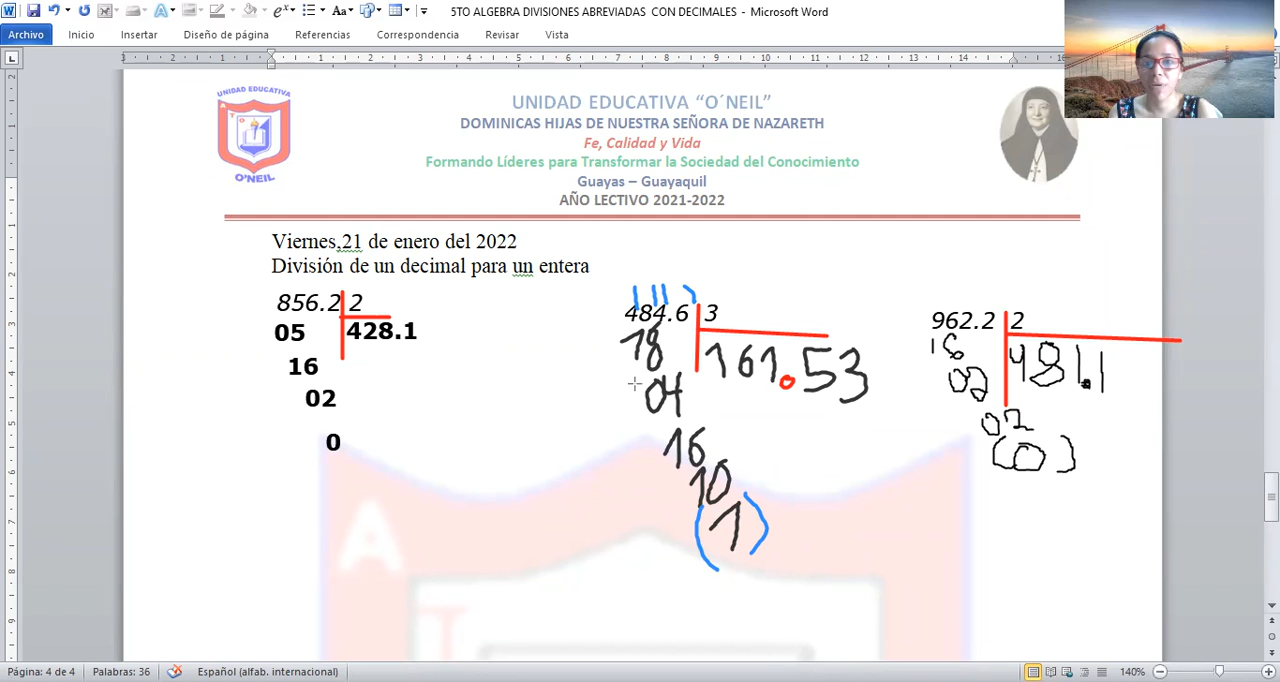 5TO ALGEBRA DIVISIONES ABREVIADAS CON DECIMALES - Microsoft Word
Archivo Inicio Insertar Diseño de página Referencias Correspondencia Revisar Vista
UNIDAD EDUCATIVA
O´NEIL
UNIDAD EDUCATIVA “O´NEIL”
DOMINICAS HIJAS DE NUESTRA SEÑORA DE NAZARETH
Fe, Calidad y Vida
Formando Líderes para Transformar la Sociedad del Conocimiento
Guayas – Guayaquil
AÑO LECTIVO 2021-2022
Viernes,21 de enero del 2022
División de un decimal para un entera
856.2 2
05 428.1
16
02
0
484.6 3
18 161.53
04
16
10
(1)
962.2 2
16 481.1
02
02
(0)
A
T
Página: 4 de 4 Palabras: 36 Español (alfab. internacional) 140%